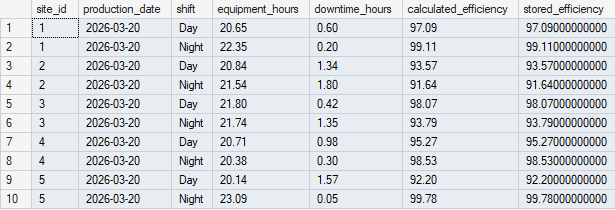 site_id production_date shift equipment_hours downtime_hours calculated_efficiency stored_efficiency
1 1 2026-03-20 Day 20.65 0.60 97.09 97.09000000000
2 1 2026-03-20 Night 22.35 0.20 99.11 99.11000000000
3 2 2026-03-20 Day 20.84 1.34 93.57 93.57000000000
4 2 2026-03-20 Night 21.54 1.80 91.64 91.64000000000
5 3 2026-03-20 Day 21.80 0.42 98.07 98.07000000000
6 3 2026-03-20 Night 21.74 1.35 93.79 93.79000000000
7 4 2026-03-20 Day 20.71 0.98 95.27 95.27000000000
8 4 2026-03-20 Night 20.38 0.30 98.53 98.53000000000
9 5 2026-03-20 Day 20.14 1.57 92.20 92.20000000000
10 5 2026-03-20 Night 23.09 0.05 99.78 99.78000000000